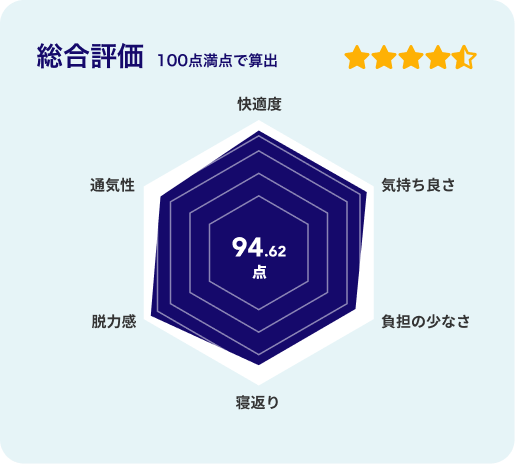 総合評価 100点満点で算出
快適度
通気性
気持ち良さ
94.62
点
脱力感
負担の少なさ
寝返り